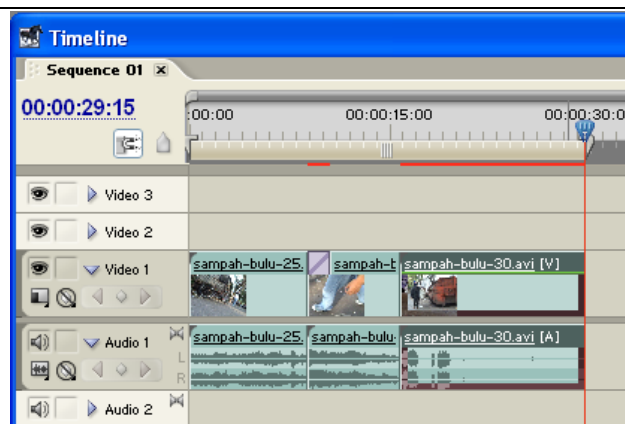 Timeline
Sequence 01
00:00:29:15
:00:00 00:00:15:00 00:00:30:0
Video 3
Video 2
Video 1
sampah-bulu-25. sampah-b sampah-bulu-30.avi [V]
Audio 1
L
R
sampah-bulu-25. sampah-bulu- sampah-bulu-30.avi [A]
Audio 2